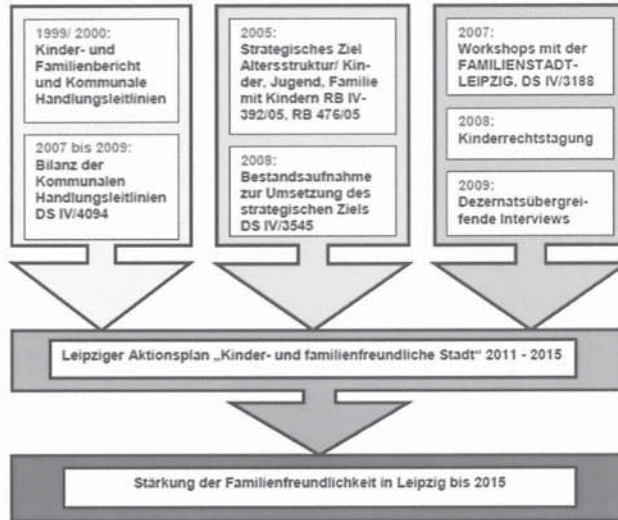 1999/ 2000:
Kinder- und
Familienbericht
und Kommunale
Handlungsleitlinien
2007 bis 2009:
Bilanz der
Kommunalen
Handlungsleitlinien
DS IV/4094
2005:
Strategisches Ziel
Altersstruktur/ Kin-
der, Jugend, Familie
mit Kindern RB IV-
392/05, RB 476/05
2008:
Bestandsaufnahme
zur Umsetzung des
strategischen Ziels
DS IV/3545
2007:
Workshops mit der
FAMILIENSTADT-
LEIPZIG, DS IV/3188
2008:
Kinderrechtstagung
2009:
Dezernatsübergrei-
fende Interviews
Leipziger Aktionsplan „Kinder- und familienfreundliche Stadt“ 2011 - 2015
Stärkung der Familienfreundlichkeit in Leipzig bis 2015